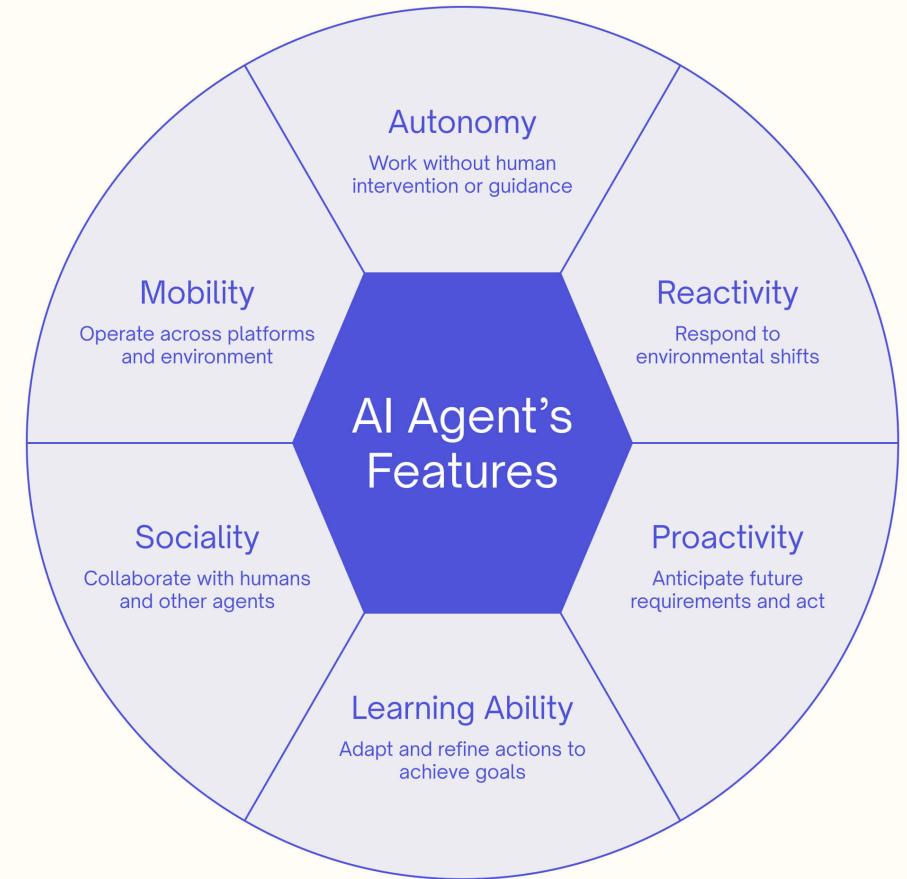 Autonomy
Work without human
intervention or guidance
Mobility
Operate across platforms
and environment
Reactivity
Respond to
environmental shifts
AI Agent’s
Features
Sociality
Collaborate with humans
and other agents
Proactivity
Anticipate future
requirements and act
Learning Ability
Adapt and refine actions to
achieve goals